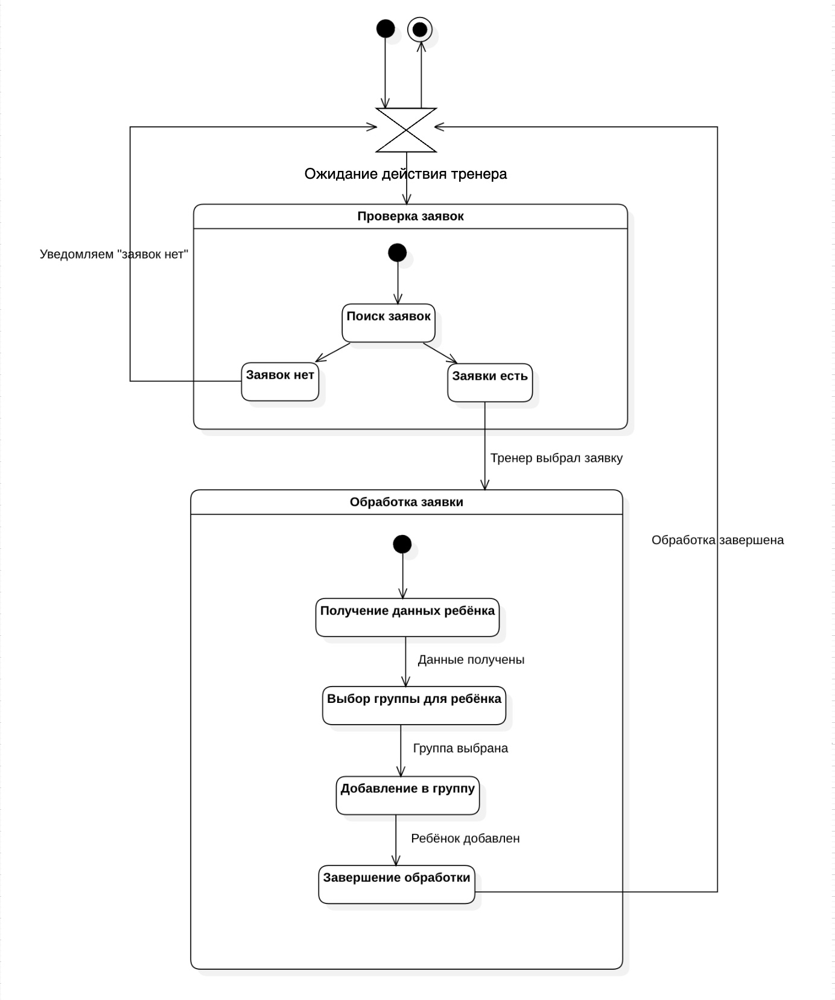 Ожидание действия тренера
Проверка заявок
Уведомляем "заявок нет"
Поиск заявок
Заявок нет
Заявки есть
Тренер выбрал заявку
Обработка заявки
Обработка завершена
Получение данных ребёнка
Данные получены
Выбор группы для ребёнка
Группа выбрана
Добавление в группу
Ребёнок добавлен
Завершение обработки